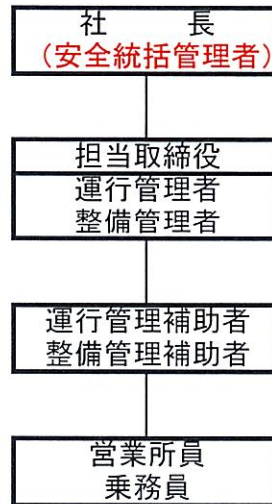 社　　長
（安全統括管理者）
担当取締役
運行管理者
整備管理者
運行管理補助者
整備管理補助者
営業所員
乗務員